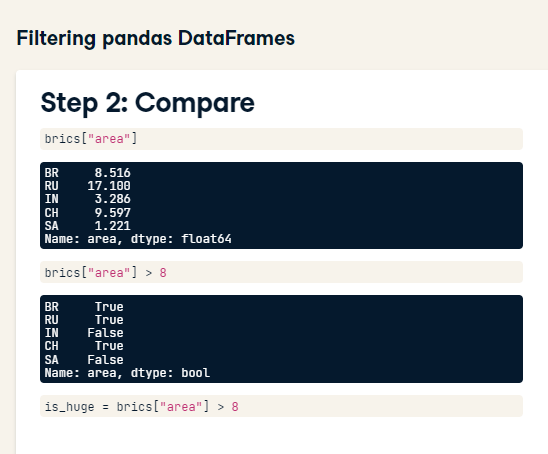 Filtering pandas DataFrames
Step 2: Compare
brics["area"]
BR     8.516
RU    17.100
IN     3.286
CH     9.597
SA     1.221
Name: area, dtype: float64
brics["area"] > 8
BR     True
RU     True
IN    False
CH     True
SA    False
Name: area, dtype: bool
is_huge = brics["area"] > 8